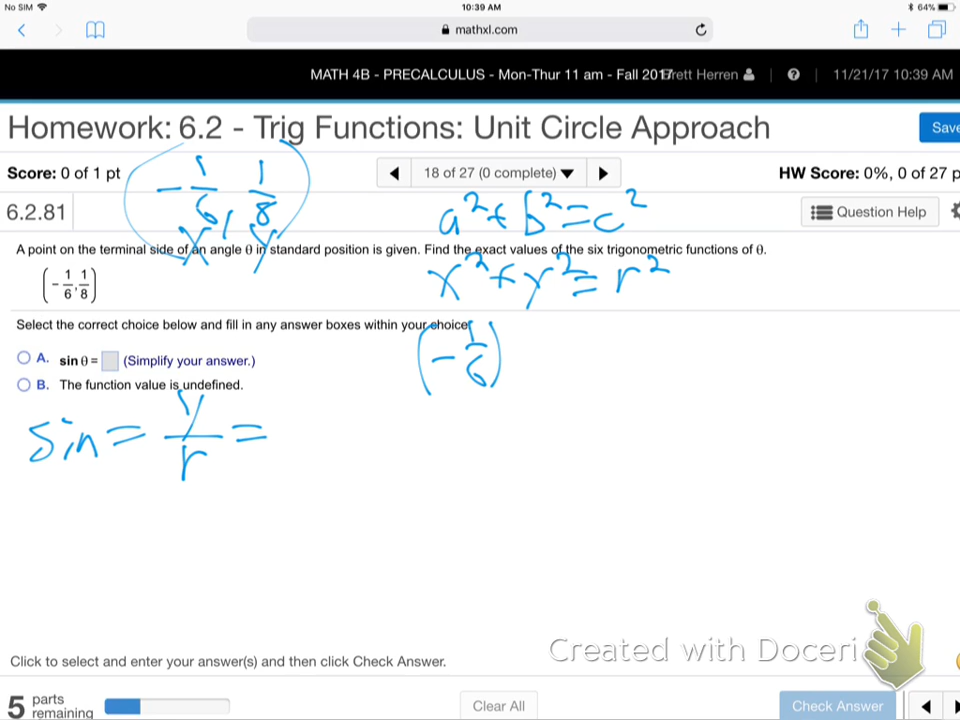 No SIM 10:39 AM 64%
mathxl.com
MATH 4B - PRECALCULUS - Mon-Thur 11 am - Fall 2017 rett Herren ? 11/21/17 10:39 AM
Homework: 6.2 - Trig Functions: Unit Circle Approach Save
Score: 0 of 1 pt 18 of 27 (0 complete) HW Score: 0%, 0 of 27 p
-1/6, 1/8
x y
a² + b² = c²
6.2.81 Question Help
A point on the terminal side of an angle θ in standard position is given. Find the exact values of the six trigonometric functions of θ.
x² + y² = r²
(-1/6, 1/8)
Select the correct choice below and fill in any answer boxes within your choice.
(-1/6)
A. sin θ = (Simplify your answer.)
B. The function value is undefined.
sin = y/r =
Created with Doceri
Click to select and enter your answer(s) and then click Check Answer.
5 parts remaining Clear All Check Answer